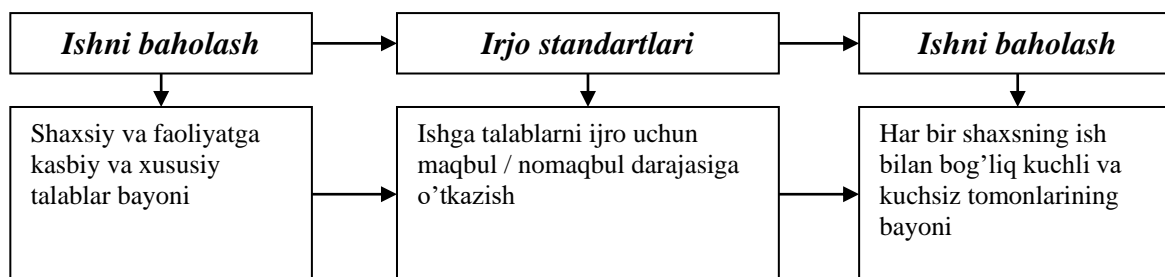 Ishni baholash
Irjo standartlari
Ishni baholash
Shaxsiy va faoliyatga
kasbiy va xususiy
talablar bayoni
Ishga talablarni ijro uchun
maqbul / nomaqbul darajasiga
o’tkazish
Har bir shaxsning ish
bilan bog’liq kuchli va
kuchsiz tomonlarining
bayoni